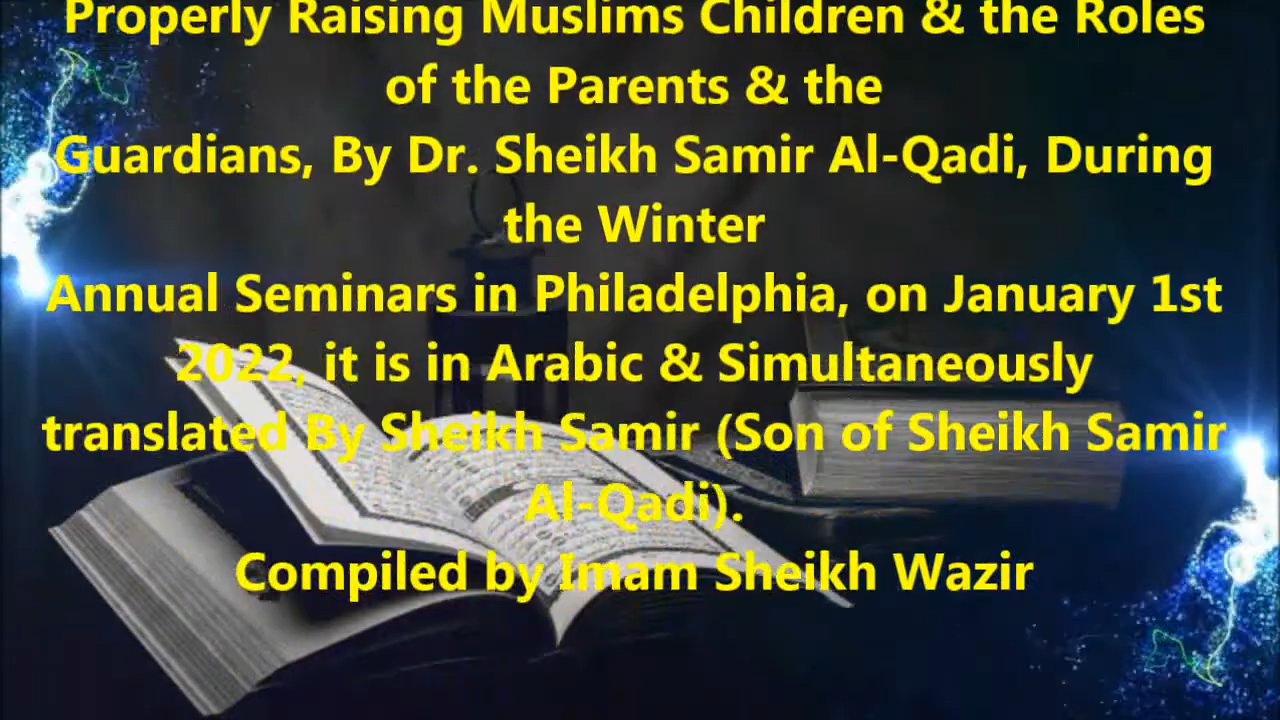 Properly Raising Muslims Children & the Roles
of the Parents & the
Guardians, By Dr. Sheikh Samir Al-Qadi, During
the Winter
Annual Seminars in Philadelphia, on January 1st
2022, it is in Arabic & Simultaneously
translated By Sheikh Samir (Son of Sheikh Samir
Al-Qadi).
Compiled by Imam Sheikh Wazir